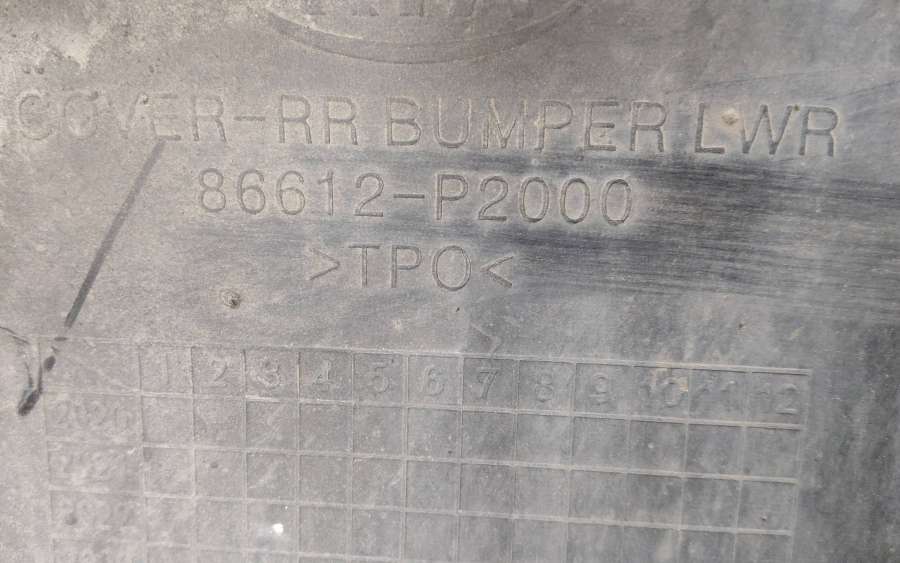 COVER-RR BUMPER LWR
86612-P2000
>TPO<
1 2 3 4 5 6 7 8 9 10 11 12
2020